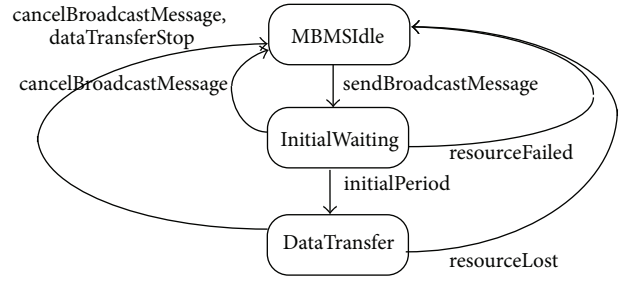 cancelBroadcastMessage,
dataTransferStop
MBMSIdle
cancelBroadcastMessage
sendBroadcastMessage
InitialWaiting
resourceFailed
initialPeriod
DataTransfer
resourceLost